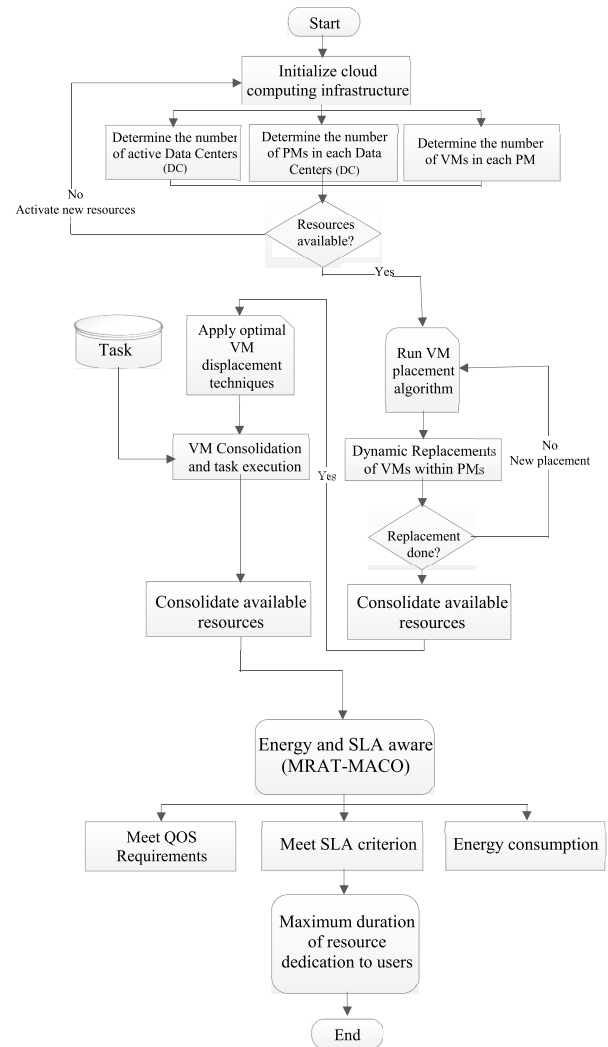 Start
Initialize cloud
computing infrastructure
Determine the number
of active Data Centers
(DC)
Determine the number
of PMs in each Data
Centers (DC)
Determine the number
of VMs in each PM
No
Activate new resources
Resources
available?
Yes
Task
Apply optimal
VM
displacement
techniques
Run VM
placement
algorithm
VM Consolidation
and task execution
Yes
Dynamic Replacements
of VMs within PMs
No
New placement
Replacement
done?
Consolidate available
resources
Consolidate available
resources
Energy and SLA aware
(MRAT-MACO)
Meet QOS
Requirements
Meet SLA criterion
Energy consumption
Maximum duration
of resource
dedication to users
End